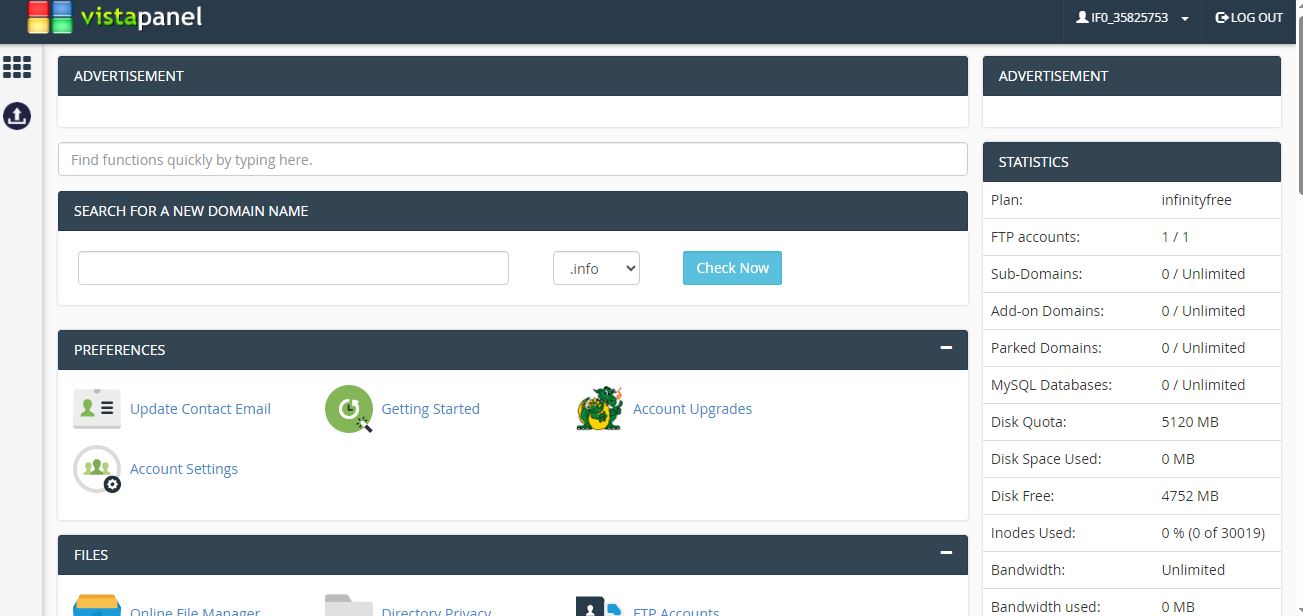 vistapanel
IF0_35825753
LOG OUT
ADVERTISEMENT
Find functions quickly by typing here.
SEARCH FOR A NEW DOMAIN NAME
.info
Check Now
PREFERENCES
Update Contact Email
Getting Started
Account Upgrades
Account Settings
FILES
Online File Manager
Directory Privacy
FTP Accounts
ADVERTISEMENT
STATISTICS
Plan: infinityfree
FTP accounts: 1 / 1
Sub-Domains: 0 / Unlimited
Add-on Domains: 0 / Unlimited
Parked Domains: 0 / Unlimited
MySQL Databases: 0 / Unlimited
Disk Quota: 5120 MB
Disk Space Used: 0 MB
Disk Free: 4752 MB
Inodes Used: 0 % (0 of 30019)
Bandwidth: Unlimited
Bandwidth used: 0 MB